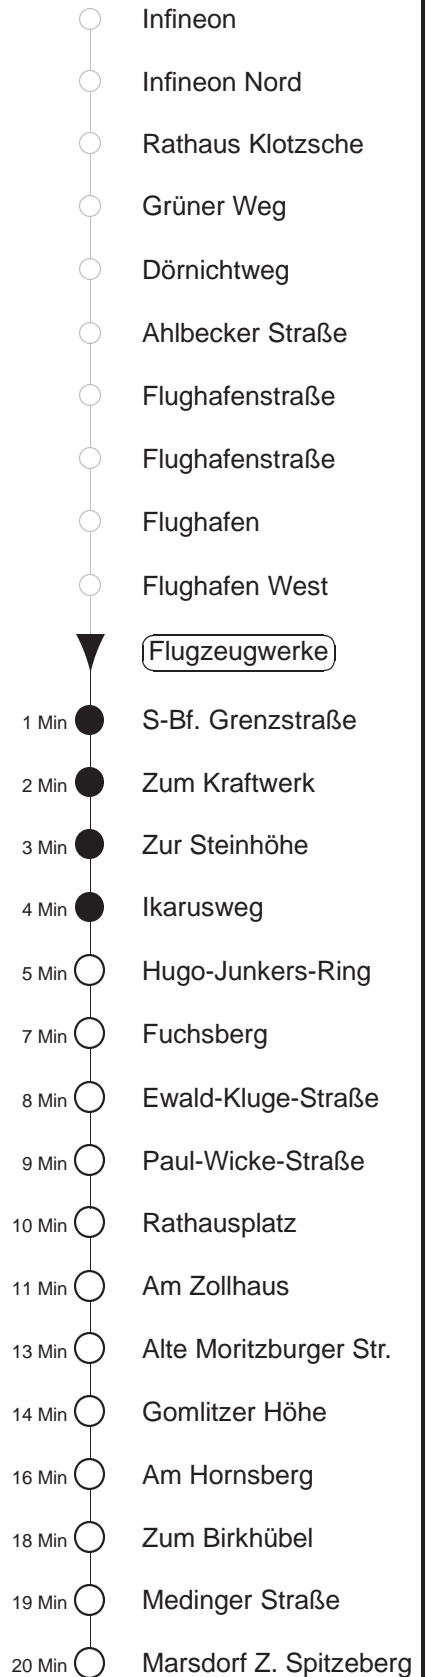 Infineon
Infineon Nord
Rathaus Klotzsche
Grüner Weg
Dörnichtweg
Ahlbecker Straße
Flughafenstraße
Flughafenstraße
Flughafen
Flughafen West
Flugzeugwerke
1 Min S-Bf. Grenzstraße
2 Min Zum Kraftwerk
3 Min Zur Steinhöhe
4 Min Ikarusweg
5 Min Hugo-Junkers-Ring
7 Min Fuchsberg
8 Min Ewald-Kluge-Straße
9 Min Paul-Wicke-Straße
10 Min Rathausplatz
11 Min Am Zollhaus
13 Min Alte Moritzburger Str.
14 Min Gomlitzer Höhe
16 Min Am Hornsberg
18 Min Zum Birkhübel
19 Min Medinger Straße
20 Min Marsdorf Z. Spitzeberg